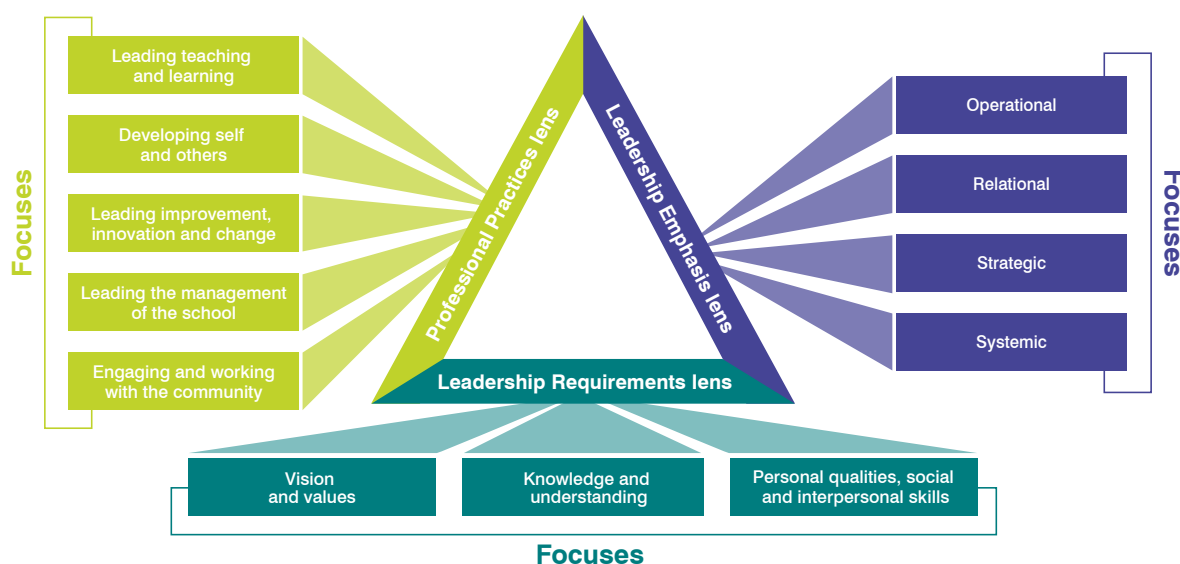 Focuses
Leading teaching
and learning
Developing self
and others
Leading improvement,
innovation and change
Leading the management
of the school
Engaging and working
with the community
Professional Practices lens
Leadership Emphasis lens
Leadership Requirements lens
Operational
Relational
Strategic
Systemic
Focuses
Vision
and values
Knowledge and
understanding
Personal qualities, social
and interpersonal skills
Focuses